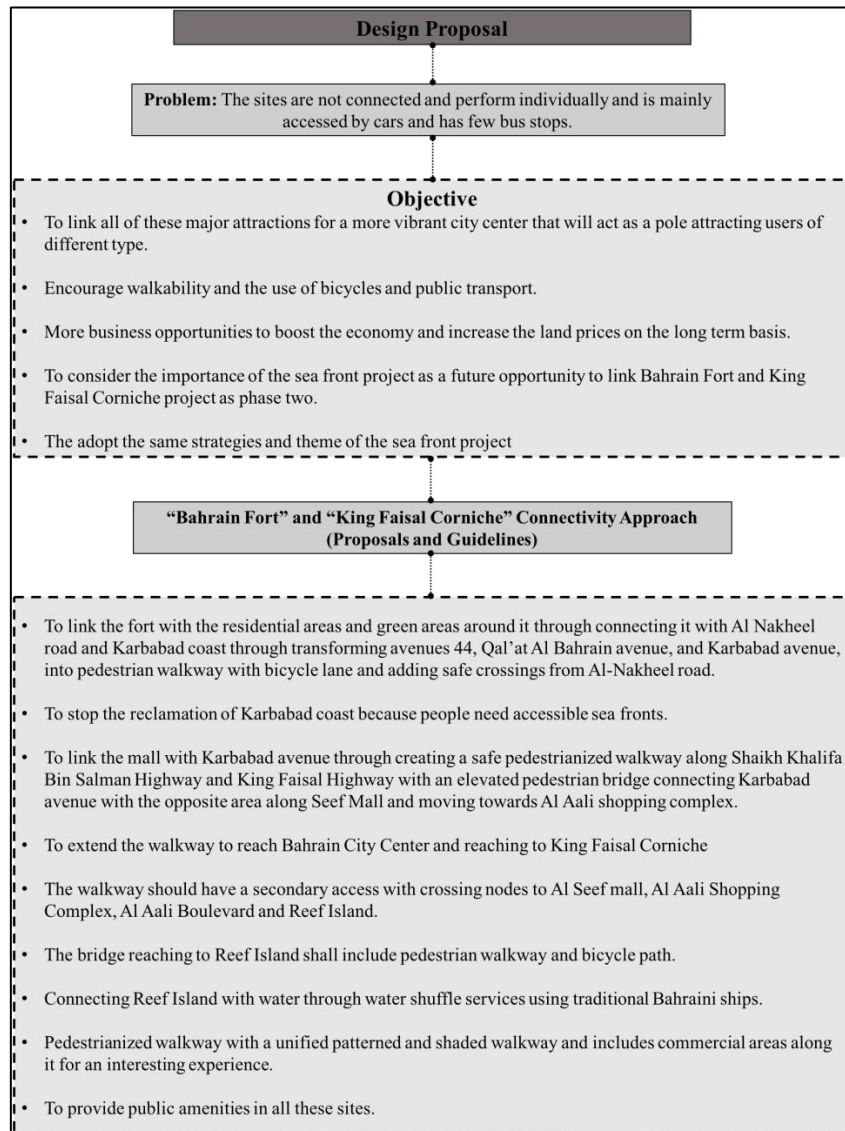 Design Proposal
Problem: The sites are not connected and perform individually and is mainly
accessed by cars and has few bus stops.
Objective
• To link all of these major attractions for a more vibrant city center that will act as a pole attracting users of
different type.
• Encourage walkability and the use of bicycles and public transport.
• More business opportunities to boost the economy and increase the land prices on the long term basis.
• To consider the importance of the sea front project as a future opportunity to link Bahrain Fort and King
Faisal Corniche project as phase two.
• The adopt the same strategies and theme of the sea front project
“Bahrain Fort” and “King Faisal Corniche” Connectivity Approach
(Proposals and Guidelines)
• To link the fort with the residential areas and green areas around it through connecting it with Al Nakheel
road and Karbabad coast through transforming avenues 44, Qal’at Al Bahrain avenue, and Karbabad avenue,
into pedestrian walkway with bicycle lane and adding safe crossings from Al-Nakheel road.
• To stop the reclamation of Karbabad coast because people need accessible sea fronts.
• To link the mall with Karbabad avenue through creating a safe pedestrianized walkway along Shaikh Khalifa
Bin Salman Highway and King Faisal Highway with an elevated pedestrian bridge connecting Karbabad
avenue with the opposite area along Seef Mall and moving towards Al Aali shopping complex.
• To extend the walkway to reach Bahrain City Center and reaching to King Faisal Corniche
• The walkway should have a secondary access with crossing nodes to Al Seef mall, Al Aali Shopping
Complex, Al Aali Boulevard and Reef Island.
• The bridge reaching to Reef Island shall include pedestrian walkway and bicycle path.
• Connecting Reef Island with water through water shuffle services using traditional Bahraini ships.
• Pedestrianized walkway with a unified patterned and shaded walkway and includes commercial areas along
it for an interesting experience.
• To provide public amenities in all these sites.